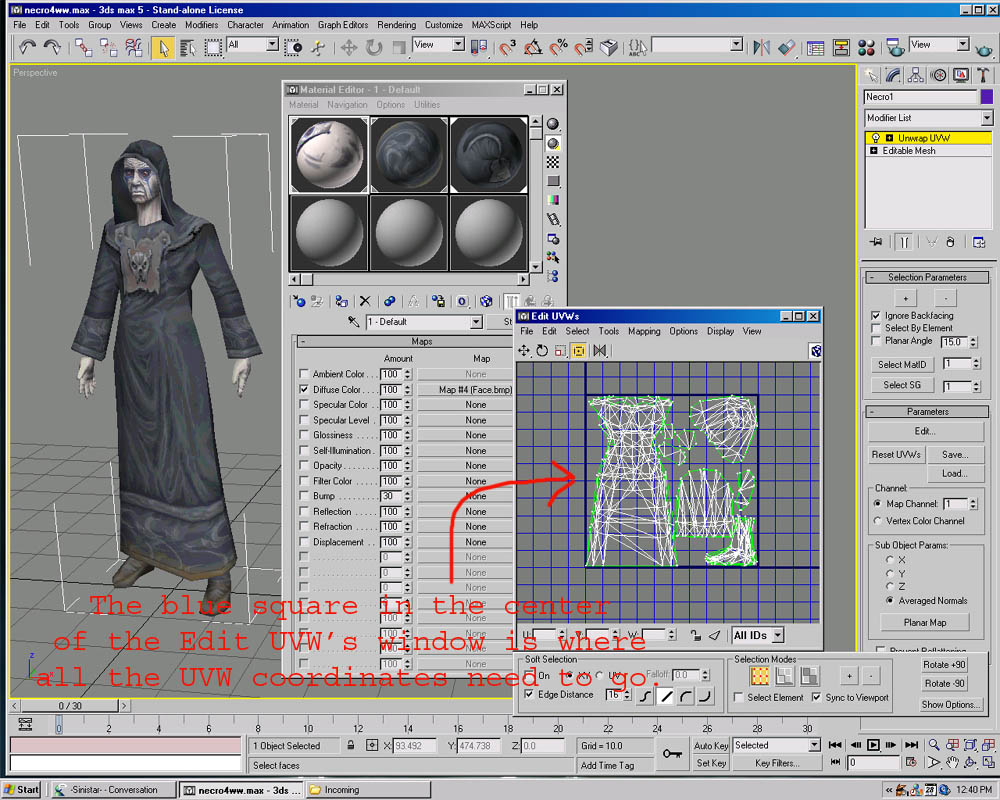 necro4ww.max - 3ds max 5 - Stand-alone License
File Edit Tools Group Views Create Modifiers Character Animation Graph Editors Rendering Customize MAXScript Help
All View View
Perspective
Material Editor - 1 - Default
Material Navigation Options Utilities
1 - Default
Maps
Amount Map
Ambient Color . . . 100 None
Diffuse Color. . . . 100 Map #4 (Face.bmp)
Specular Color . . 100 None
Specular Level . 100 None
Glossiness . . . . . 100 None
Self-Illumination . 100 None
Opacity. . . . . . . 100 None
Filter Color . . . . 100 None
Bump . . . . . . . . 30 None
Reflection . . . . . 100 None
Refraction . . . . . 100 None
Displacement . . 100 None
0 None
0 None
0 None
Edit UVWs
File Edit Select Tools Mapping Options Display View
U: V: W: All IDs
Soft Selection
On XY UV Falloff: 0.0
Edge Distance 16
Selection Modes
+ -
Select Element Sync to Viewport
Rotate +90
Rotate -90
Show Options...
The blue square in the center
of the Edit UVW's window is where
all the UVW coordinates need to go.
Necro1
Modifier List
Unwrap UVW
Editable Mesh
- Selection Parameters
+ -
Ignore Backfacing
Select By Element
Planar Angle 15.0
Select MatID 1
Select SG 1
- Parameters
Edit...
Reset UVWs Save...
Load...
Channel:
Map Channel: 1
Vertex Color Channel
Sub Object Params:
X
Y
Z
Averaged Normals
Planar Map
Prevent Reflattening
0 / 30
0 2 4 6 8 10 12 14 16 18 20 22 24 26 28 30
1 Object Selected X: 93.492 Y: 474.738 Z: 0.0 Grid = 10.0 Auto Key Selected
Select faces Add Time Tag Set Key Key Filters... 0
Start -Sinistar- - Conversation necro4ww.max - 3ds ... Incoming 12:40 PM